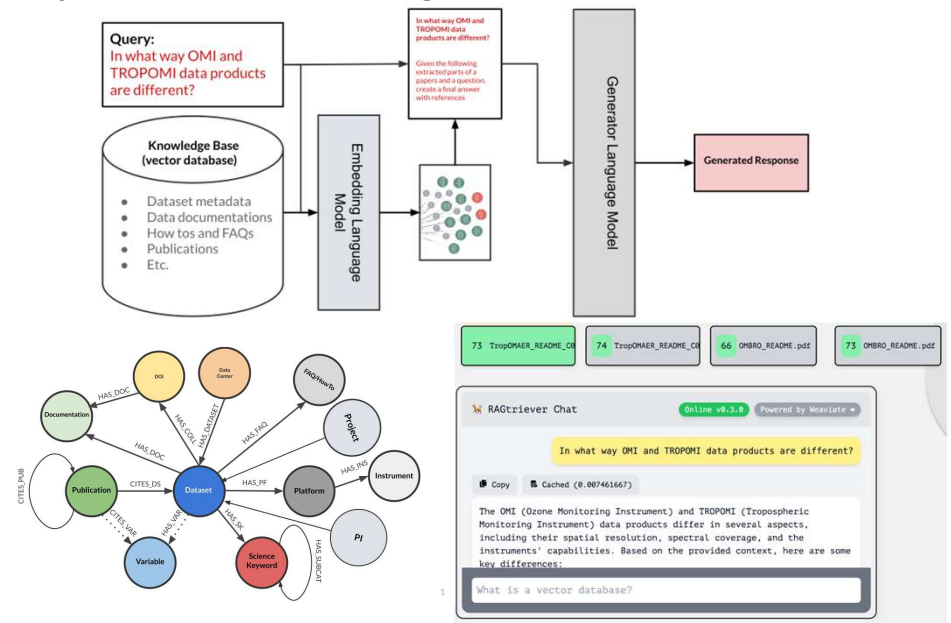 Query:
In what way OMI and
TROPOMI data products
are different?
In what way OMI and
TROPOMI data products
are different?
Given the following
extracted parts of a
papers and a question,
create a final answer
with references
Knowledge Base
(vector database)
Dataset metadata
Data documentations
How tos and FAQs
Publications
Etc.
Embedding Language
Model
Generator Language Model
Generated Response
DOI
Data
Center
FAQ/HowTo
Documentation
HAS_DOC
HAS_COLL
HAS_DATASET
HAS_FAQ
Project
HAS_DOC
CITES_PUB
Publication
CITES_DS
Dataset
HAS_PF
Platform
HAS_INS
Instrument
CITES_VAR
HAS_VAR
HAS_SK
PI
Variable
Science
Keyword
HAS_SUBCAT
73 TropOMAER_README_C0
74 TropOMAER_README_C0
66 OMBRO_README.pdf
73 OMBRO_README.pdf
RAGtriever Chat
Online v0.3.0
Powered by Weaviate
In what way OMI and TROPOMI data products are different?
Copy
Cached (0.007461667)
The OMI (Ozone Monitoring Instrument) and TROPOMI (Tropospheric
Monitoring Instrument) data products differ in several aspects,
including their spatial resolution, spectral coverage, and the
instruments' capabilities. Based on the provided context, here are some
key differences:
What is a vector database?
1